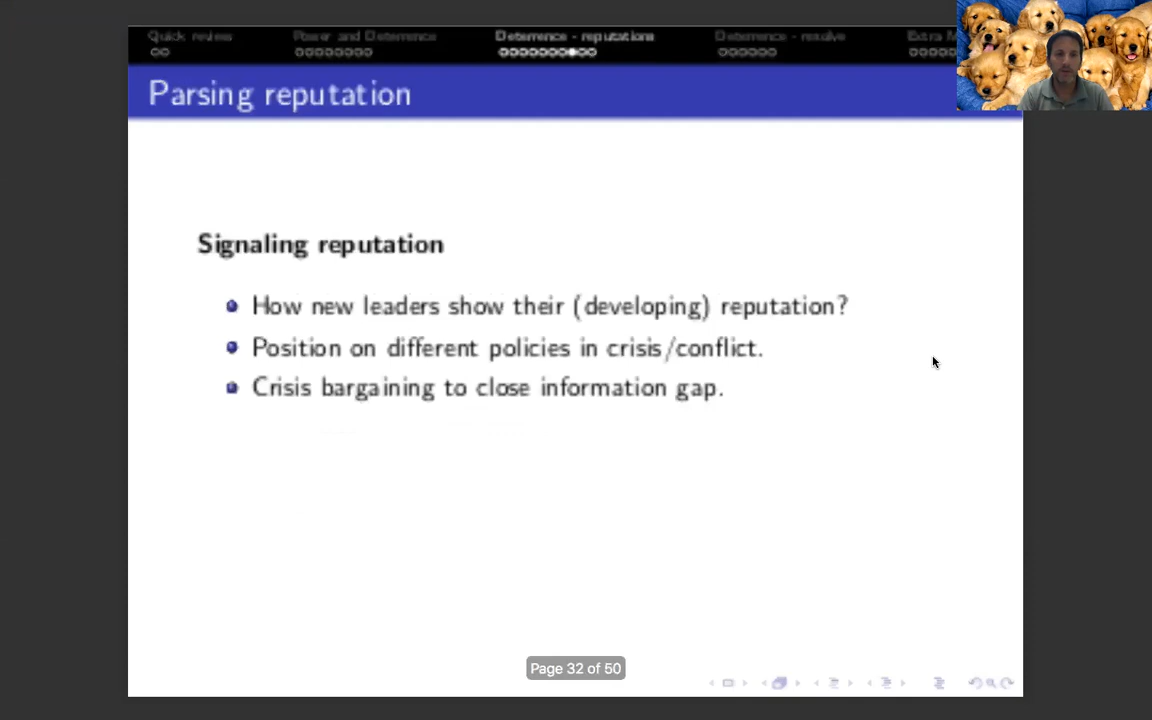 Quick review
Power and Deterrence
Deterrence - reputations
Deterrence - resolve
Extra
Parsing reputation
Signaling reputation
How new leaders show their (developing) reputation?
Position on different policies in crisis/conflict.
Crisis bargaining to close information gap.
Page 32 of 50